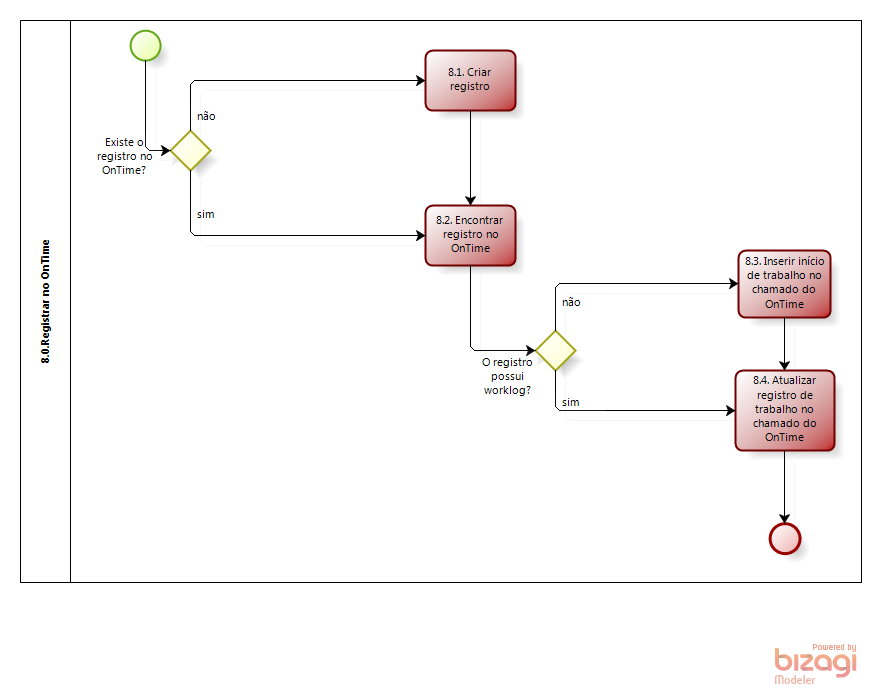 8.0.Registrar no OnTime
Existe o
registro no
OnTime?
não
sim
8.1. Criar
registro
8.2. Encontrar
registro no
OnTime
O registro
possui
worklog?
não
sim
8.3. Inserir início
de trabalho no
chamado do
OnTime
8.4. Atualizar
registro de
trabalho no
chamado do
OnTime
Powered by
bizagi
Modeler